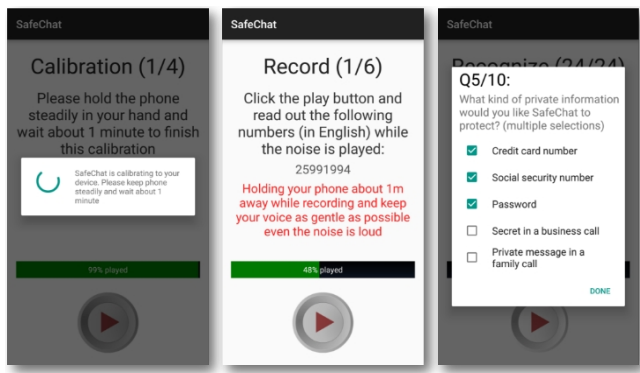 SafeChat
Calibration (1/4)
Please hold the phone
steadily in your hand and
wait about 1 minute to finish
this calibration
SafeChat is calibrating to your
device. Please keep phone
steadily and wait about 1
minute
99% played
SafeChat
Record (1/6)
Click the play button and
read out the following
numbers (in English) while
the noise is played:
25991994
Holding your phone about 1m
away while recording and keep
your voice as gentle as possible
even the noise is loud
48% played
SafeChat
Recognize (24/24)
Q5/10:
What kind of private information
would you like SafeChat to
protect? (multiple selections)
Credit card number
Social security number
Password
Secret in a business call
Private message in a
family call
DONE